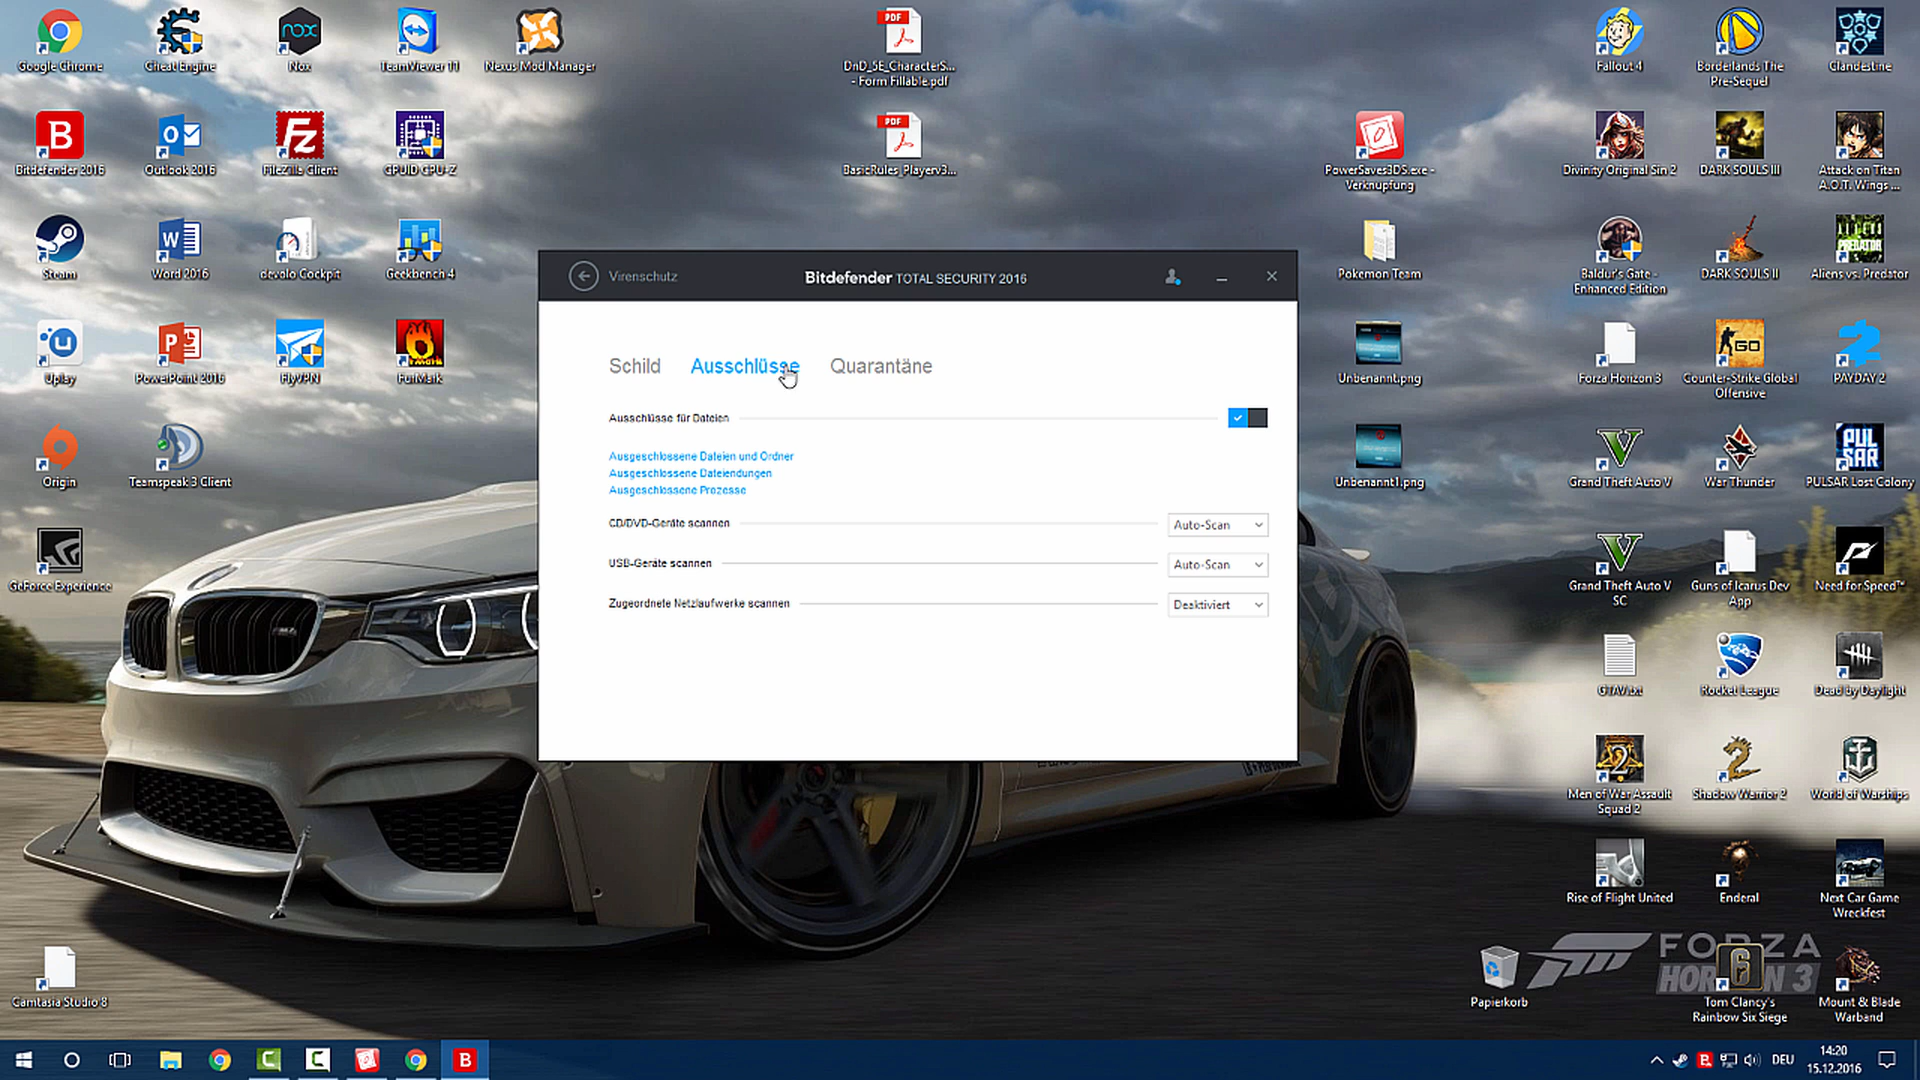 Google Chrome
Cheat Engine
Nox
TeamViewer 11
Nexus Mod Manager
DnD_5E_CharacterS...
- Form Fillable.pdf
Fallout 4
Borderlands The
Pre-Sequel
Clandestine
Bitdefender 2016
Outlook 2016
FileZilla Client
CPUID CPU-Z
BasicRules_Playerv3...
PowerSaves3DS.exe -
Verknüpfung
Divinity Original Sin 2
DARK SOULS III
Attack on Titan
A.O.T. Wings ...
Steam
Word 2016
devolo Cockpit
Geekbench 4
Pokemon Team
Baldur's Gate -
Enhanced Edition
DARK SOULS II
Aliens vs. Predator
Virenschutz
Bitdefender TOTAL SECURITY 2016
Schild
Ausschlüsse
Quarantäne
Ausschlüsse für Dateien
Ausgeschlossene Dateien und Ordner
Ausgeschlossene Dateiendungen
Ausgeschlossene Prozesse
CD/DVD-Geräte scannen
Auto-Scan
USB-Geräte scannen
Auto-Scan
Zugeordnete Netzlaufwerke scannen
Deaktiviert
Uplay
PowerPoint 2016
FlyVPN
FurMark
Unbenannt.png
Forza Horizon 3
Counter-Strike Global
Offensive
PAYDAY 2
Origin
Teamspeak 3 Client
Unbenannt1.png
Grand Theft Auto V
War Thunder
PULSAR Lost Colony
GeForce Experience
Grand Theft Auto V
SC
Guns of Icarus Dev
App
Need for Speed™
GTAV.txt
Rocket League
Dead by Daylight
Men of War Assault
Squad 2
Shadow Warrior 2
World of Warships
Rise of Flight United
Enderal
Next Car Game
Wreckfest
Camtasia Studio 8
Papierkorb
FORZA
HORIZON 3
Tom Clancy's
Rainbow Six Siege
Mount & Blade
Warband
DEU
14:20
15.12.2016